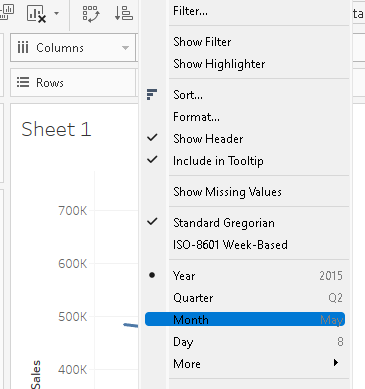 Filter...
ta
Columns
Show Filter
Show Highlighter
Rows
Sort...
Format...
Sheet 1
Show Header
Include in Tooltip
Show Missing Values
700K
Standard Gregorian
ISO-8601 Week-Based
600K
Year 2015
Quarter Q2
500K
Month May
Day 8
400K
More
Sales